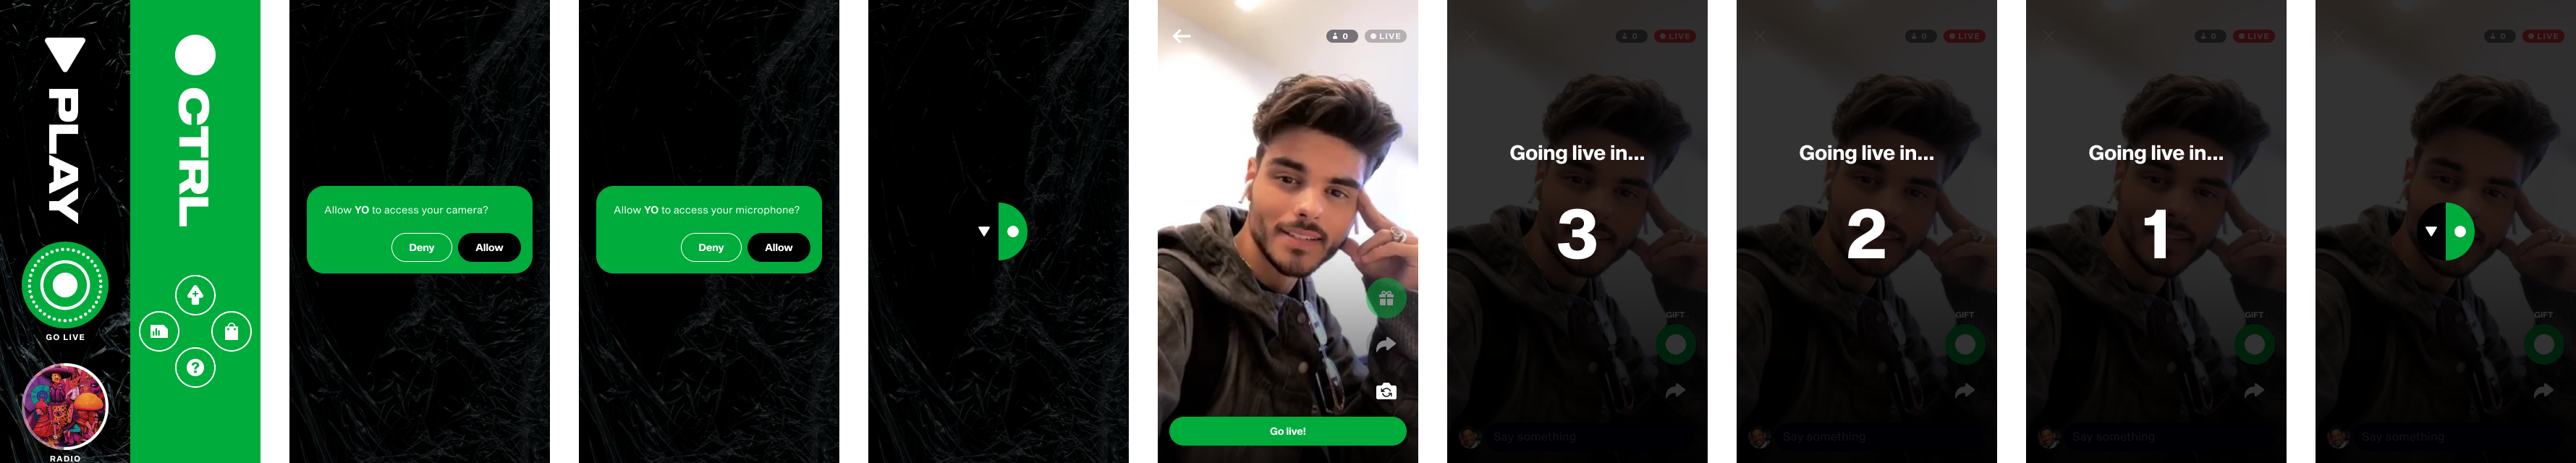 PLAY
GO LIVE
RADIO
CTRL
?
Allow YO to access your camera?
Deny
Allow
Allow YO to access your microphone?
Deny
Allow
0
LIVE
Go live!
0
LIVE
Going live in...
3
GIFT
Say something
0
LIVE
Going live in...
2
GIFT
Say something
0
LIVE
Going live in...
1
GIFT
Say something
0
LIVE
GIFT
Say something